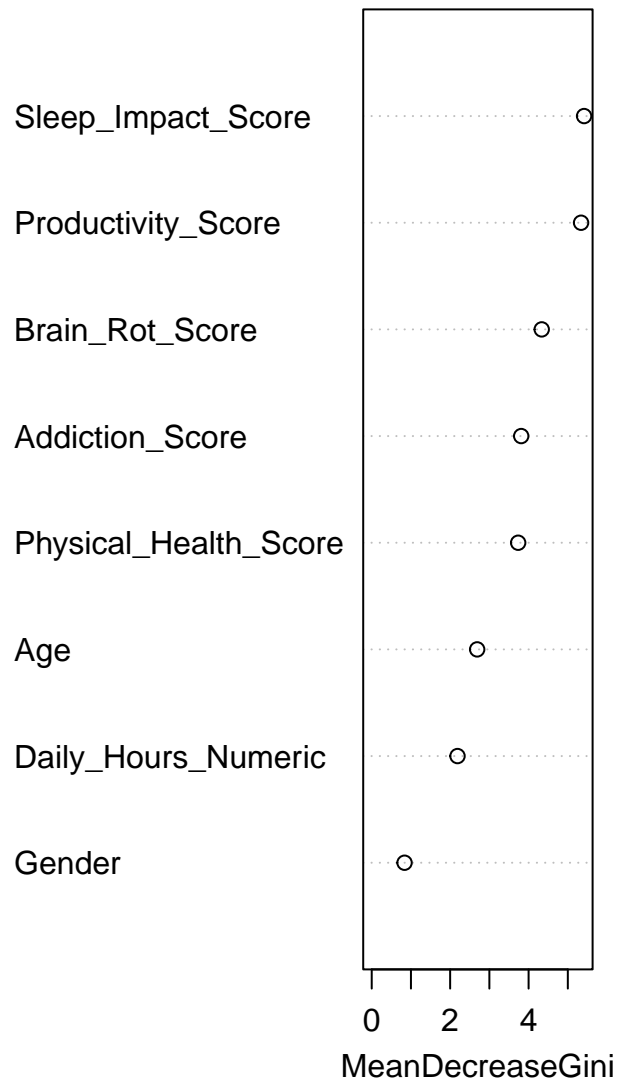 Sleep_Impact_Score
Productivity_Score
Brain_Rot_Score
Addiction_Score
Physical_Health_Score
Age
Daily_Hours_Numeric
Gender
0 2 4
MeanDecreaseGini